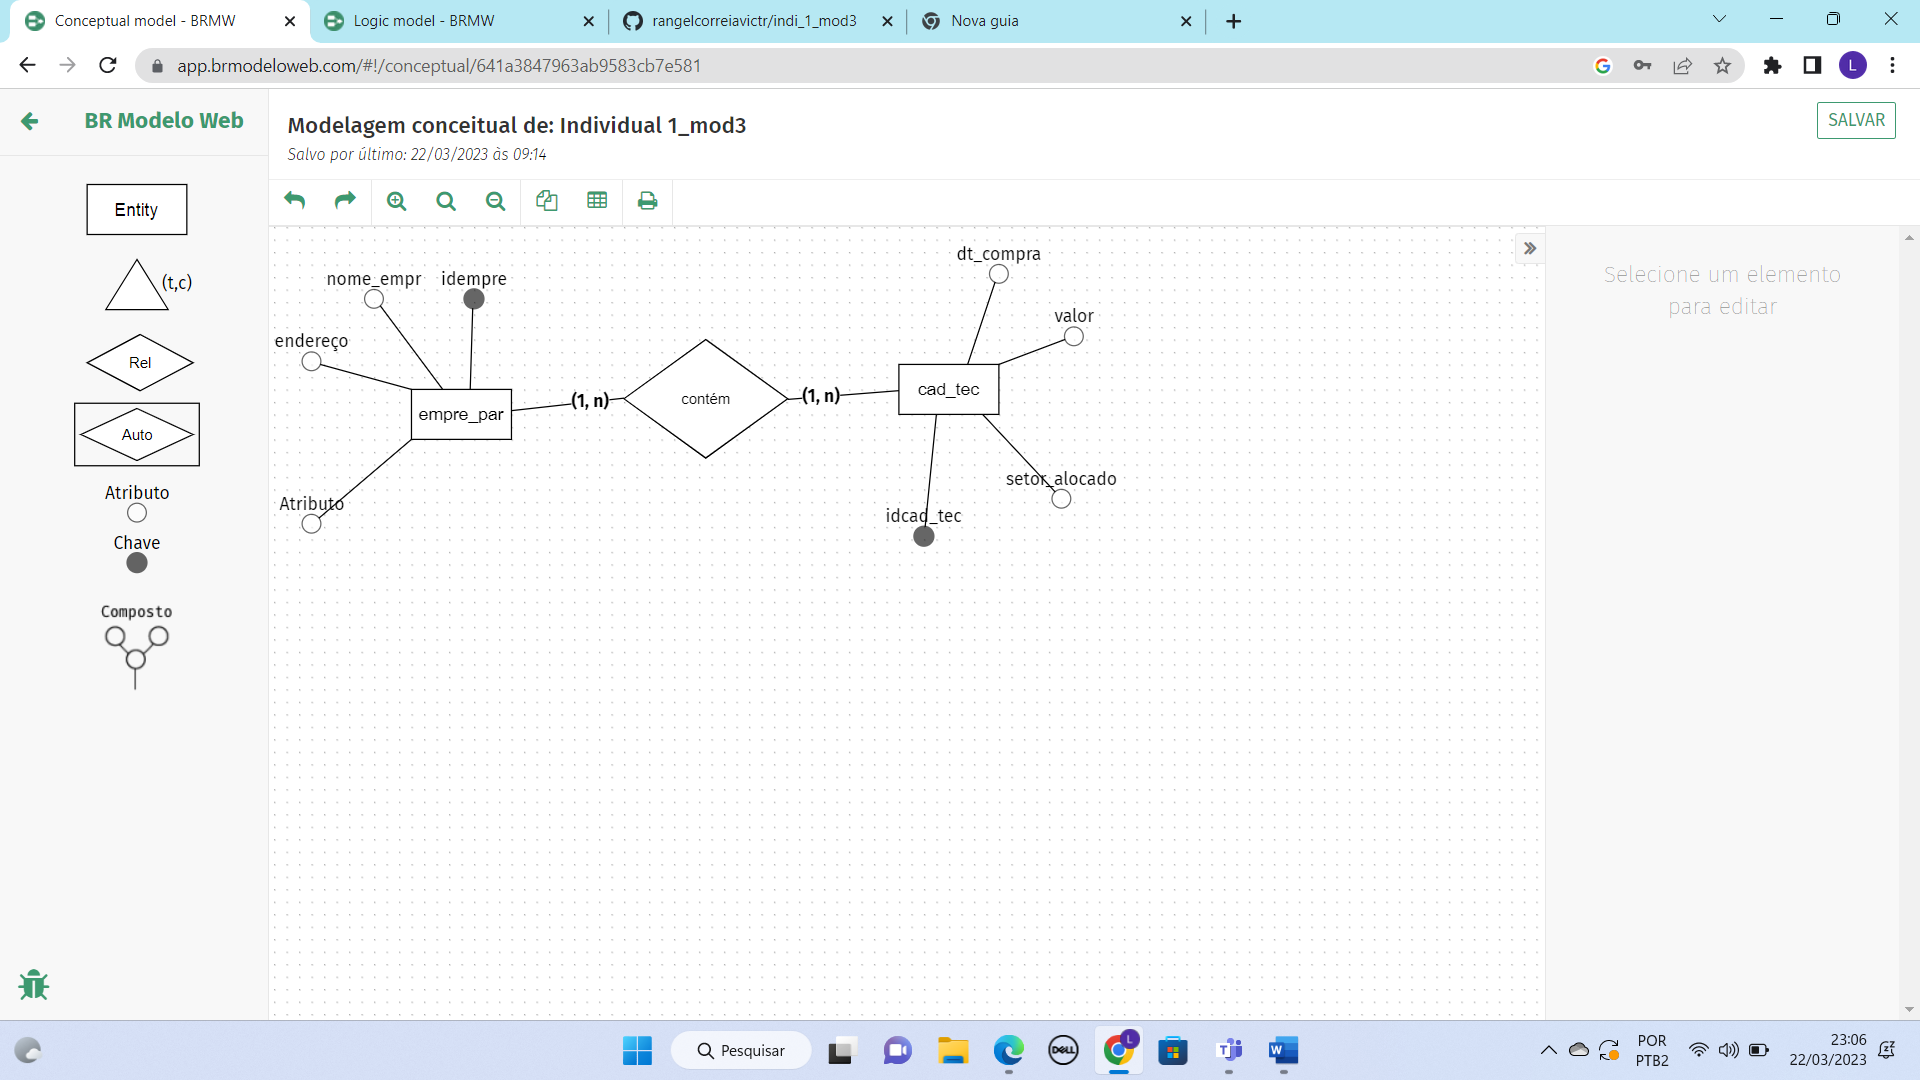 Conceptual model - BRMW
Logic model - BRMW
rangelcorreiavictr/indi_1_mod3
Nova guia
app.brmodeloweb.com/#!/conceptual/641a3847963ab9583cb7e581
L
BR Modelo Web
Modelagem conceitual de: Individual 1_mod3
Salvo por último: 22/03/2023 às 09:14
SALVAR
Entity
(t,c)
Rel
Auto
Atributo
Chave
Composto
nome_empr
idempre
endereço
empre_par
Atributo
(1, n)
contém
(1, n)
dt_compra
valor
cad_tec
setor_alocado
idcad_tec
Selecione um elemento
para editar
Pesquisar
DELL
L
W
POR
PTB2
23:06
22/03/2023